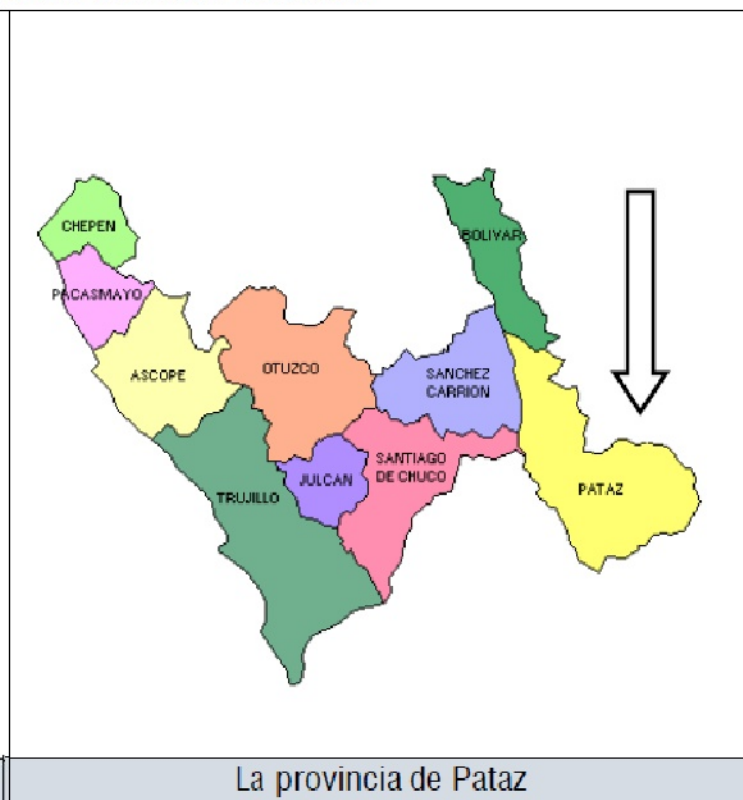 CHEPEN
PACASMAYO
ASCOPE
OTUZCO
BOLIVAR
SANCHEZ
CARRION
TRUJILLO
JULCAN
SANTIAGO
DE CHUCO
PATAZ
La provincia de Pataz